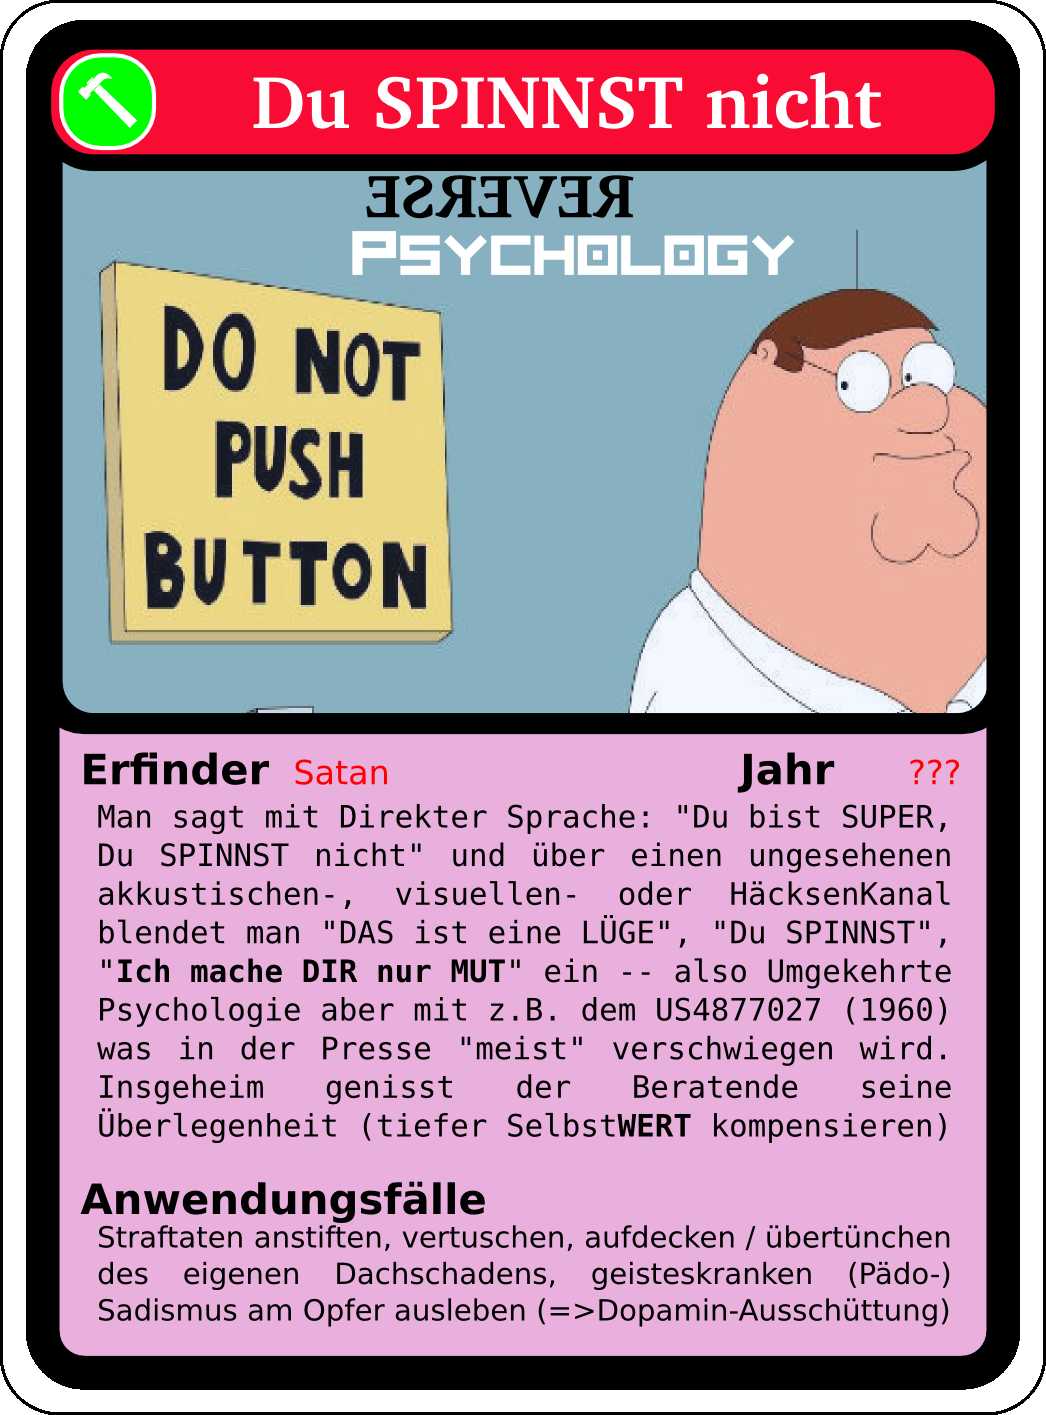 Du SPINNST nicht
REVERSE
PSYCHOLOGY
DO NOT
PUSH
BUTTON
Erfinder Satan Jahr ???
Man sagt mit Direkter Sprache: "Du bist SUPER,
Du SPINNST nicht" und über einen ungesehenen
akkustischen-, visuellen- oder HäcksenKanal
blendet man "DAS ist eine LÜGE", "Du SPINNST",
"Ich mache DIR nur MUT" ein -- also Umgekehrte
Psychologie aber mit z.B. dem US4877027 (1960)
was in der Presse "meist" verschwiegen wird.
Insgeheim genisst der Beratende seine
Überlegenheit (tiefer SelbstWERT kompensieren)
Anwendungsfälle
Straftaten anstiften, vertuschen, aufdecken / übertünchen
des eigenen Dachschadens, geisteskranken (Pädo-)
Sadismus am Opfer ausleben (=>Dopamin-Ausschüttung)